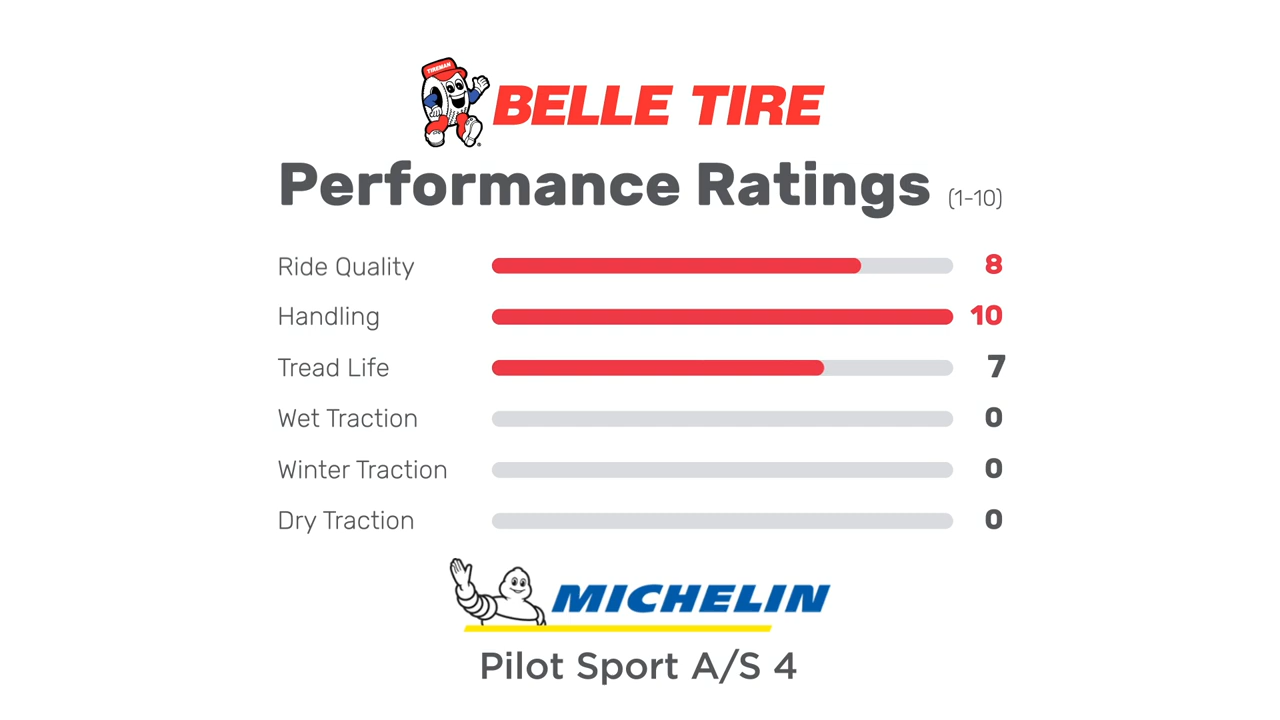 TIREMAN
BELLE TIRE
Performance Ratings (1-10)
Ride Quality 8
Handling 10
Tread Life 7
Wet Traction 0
Winter Traction 0
Dry Traction 0
MICHELIN
Pilot Sport A/S 4